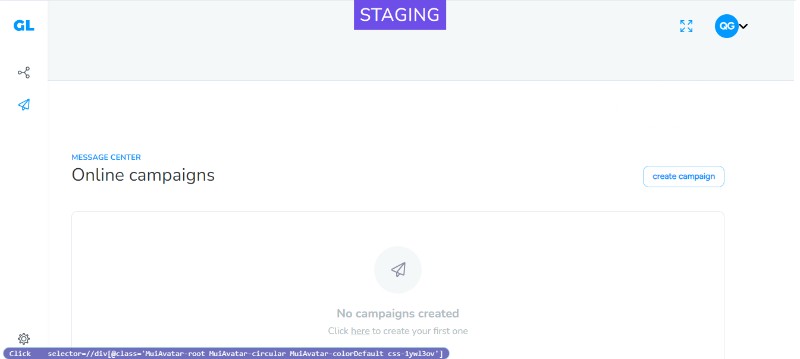 STAGING
GL
QG
MESSAGE CENTER
Online campaigns
create campaign
No campaigns created
Click here to create your first one
Click selector=//div[@class='MuiAvatar-root MuiAvatar-circular MuiAvatar-colorDefault css-1ywi3ov']